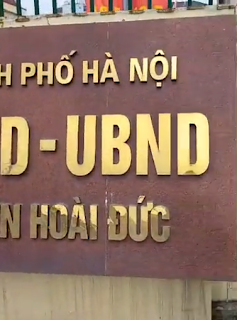 H PHỐ HÀ NỘI
D-UBND
N HOÀI ĐỨC